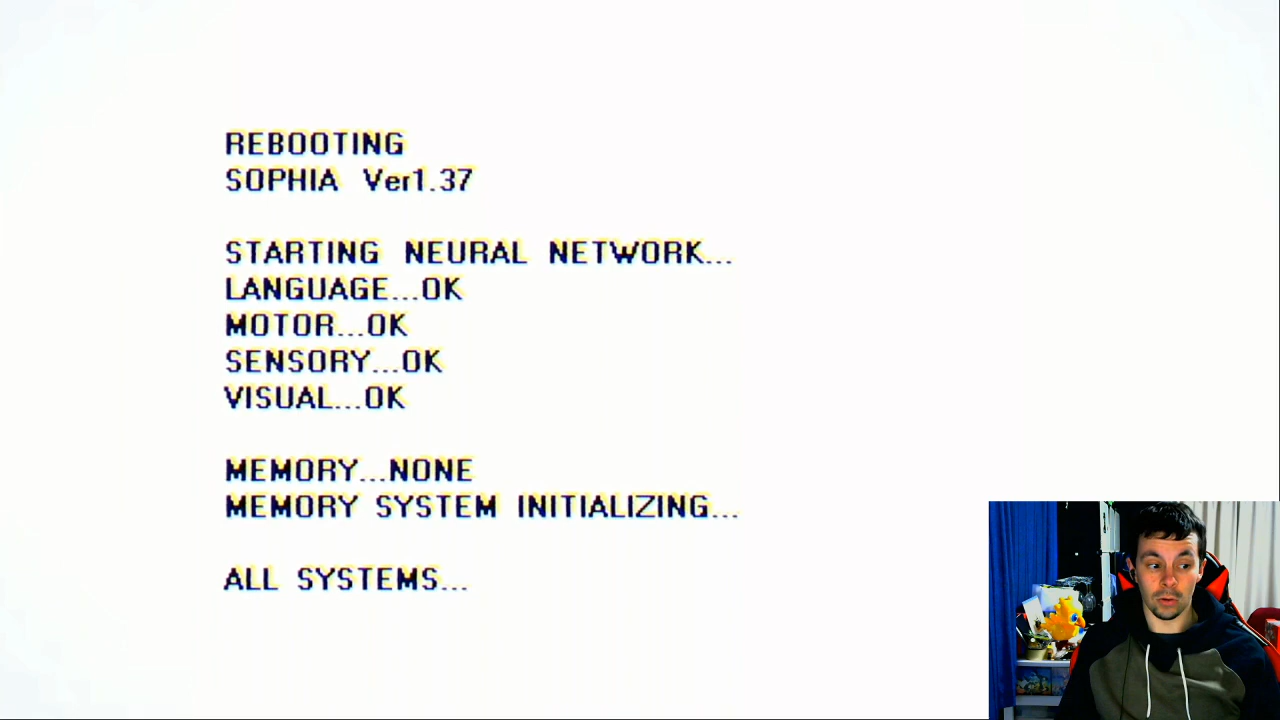 REBOOTING
SOPHIA Ver1.37
STARTING NEURAL NETWORK...
LANGUAGE...OK
MOTOR...OK
SENSORY...OK
VISUAL...OK
MEMORY...NONE
MEMORY SYSTEM INITIALIZING...
ALL SYSTEMS...